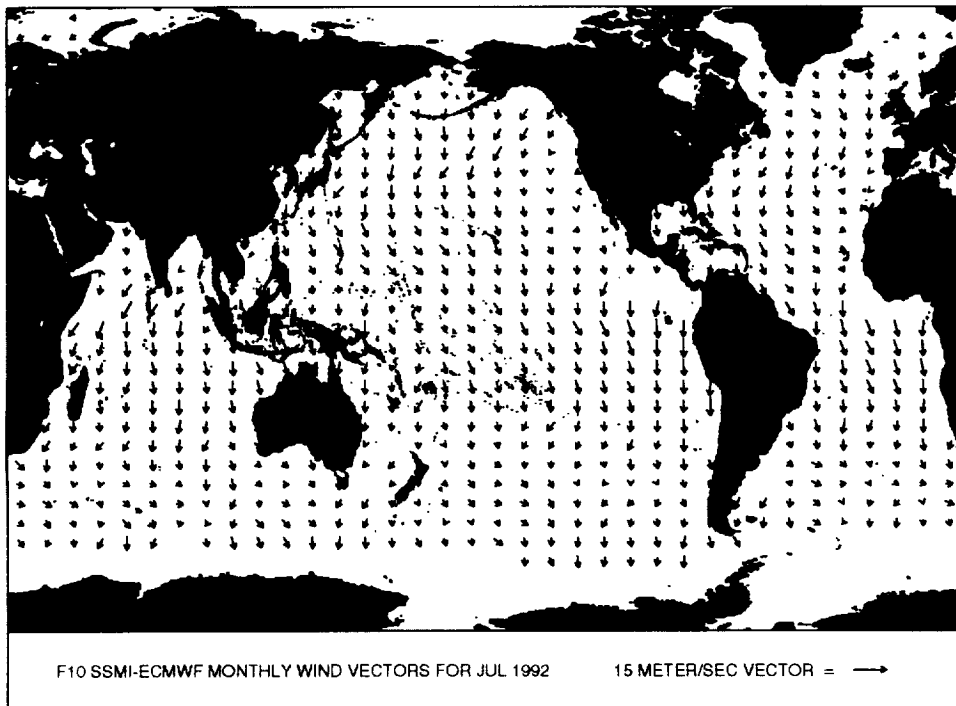 F10 SSMI-ECMWF MONTHLY WIND VECTORS FOR JUL 1992 15 METER/SEC VECTOR =